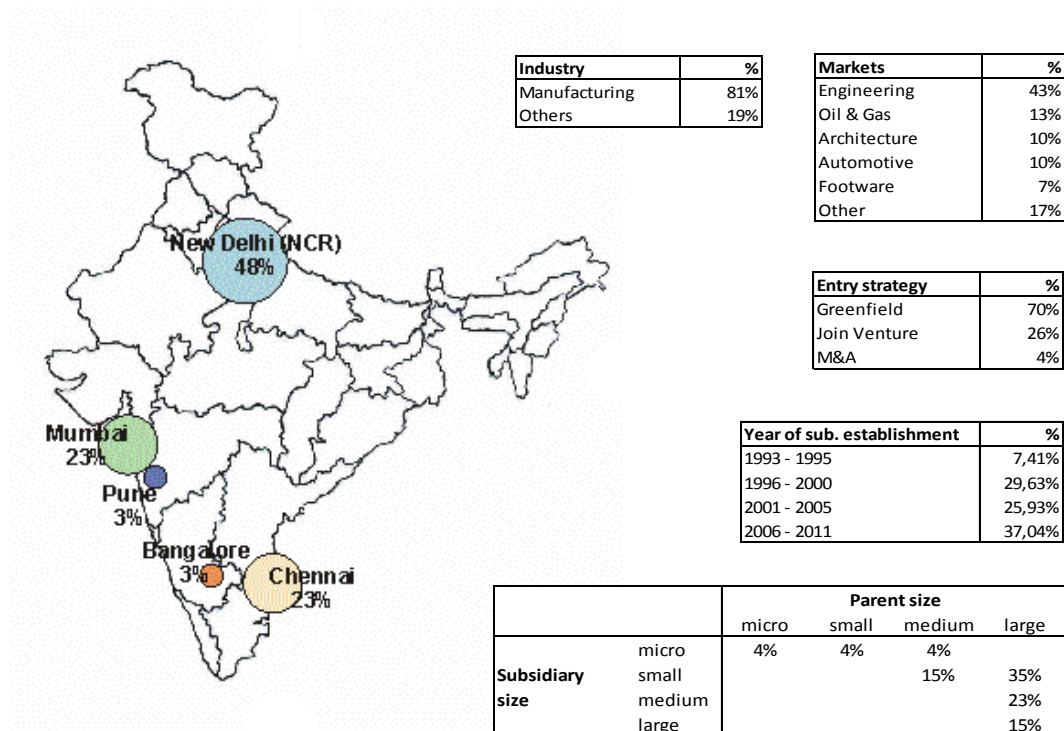 New Delhi (NCR)
48%
Mumbai
23%
Pune
3%
Bangalore
3%
Chennai
23%
Industry %
Manufacturing 81%
Others 19%
Markets %
Engineering 43%
Oil & Gas 13%
Architecture 10%
Automotive 10%
Footware 7%
Other 17%
Entry strategy %
Greenfield 70%
Join Venture 26%
M&A 4%
Year of sub. establishment %
1993 - 1995 7,41%
1996 - 2000 29,63%
2001 - 2005 25,93%
2006 - 2011 37,04%
Parent size
micro small medium large
micro 4% 4% 4%
Subsidiary small 15% 35%
size medium 23%
large 15%